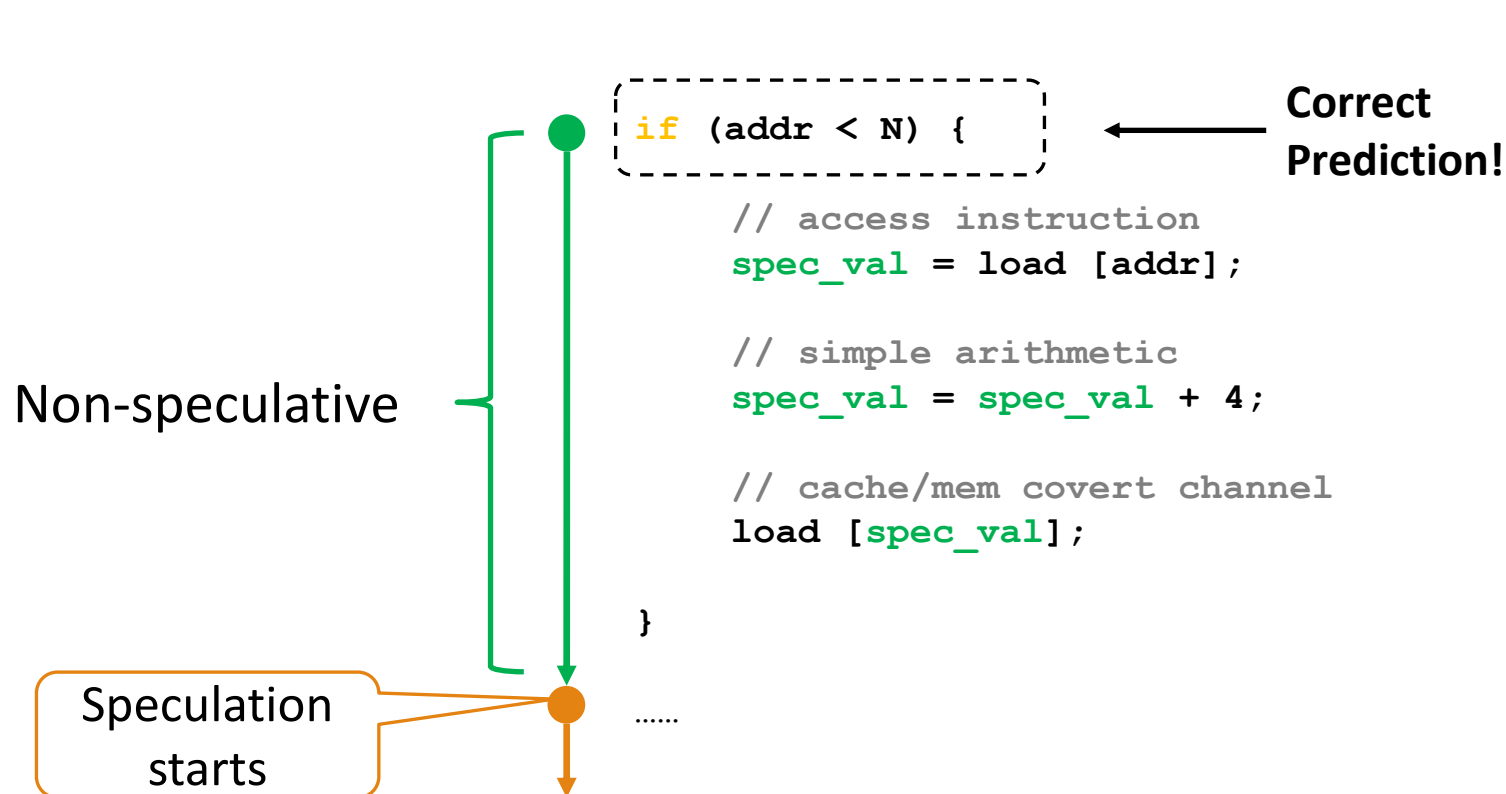 if (addr < N) {
Correct
Prediction!
// access instruction
spec_val = load [addr];
// simple arithmetic
spec_val = spec_val + 4;
Non-speculative
// cache/mem covert channel
load [spec_val];
}
Speculation
starts
......